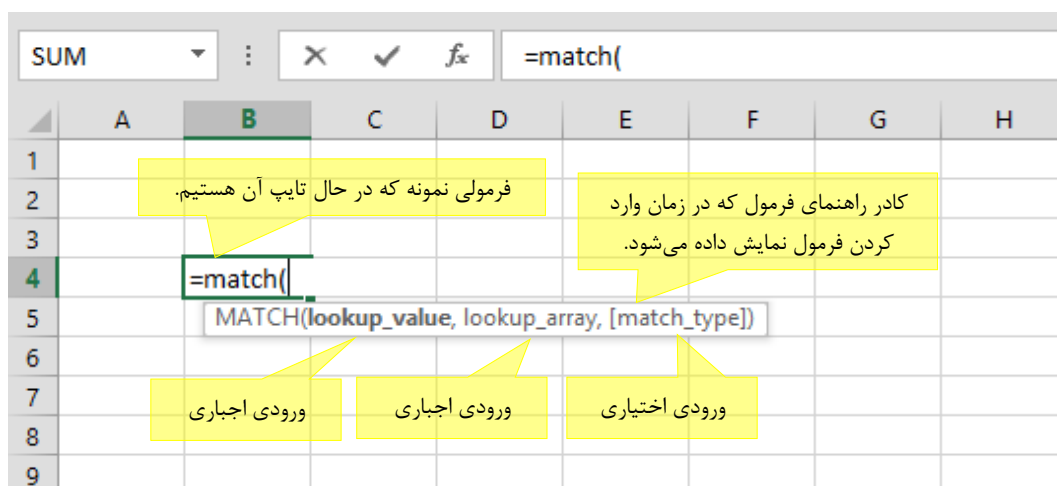 SUM fx =match(
A B C D E F G H
1
فرمولی نمونه که در حال تایپ آن هستیم.
کادر راهنمای فرمول که در زمان وارد
کردن فرمول نمایش داده می‌شود.
2
3
4 =match(
5 MATCH(lookup_value, lookup_array, [match_type])
6
7
ورودی اجباری
ورودی اجباری
ورودی اختیاری
8
9